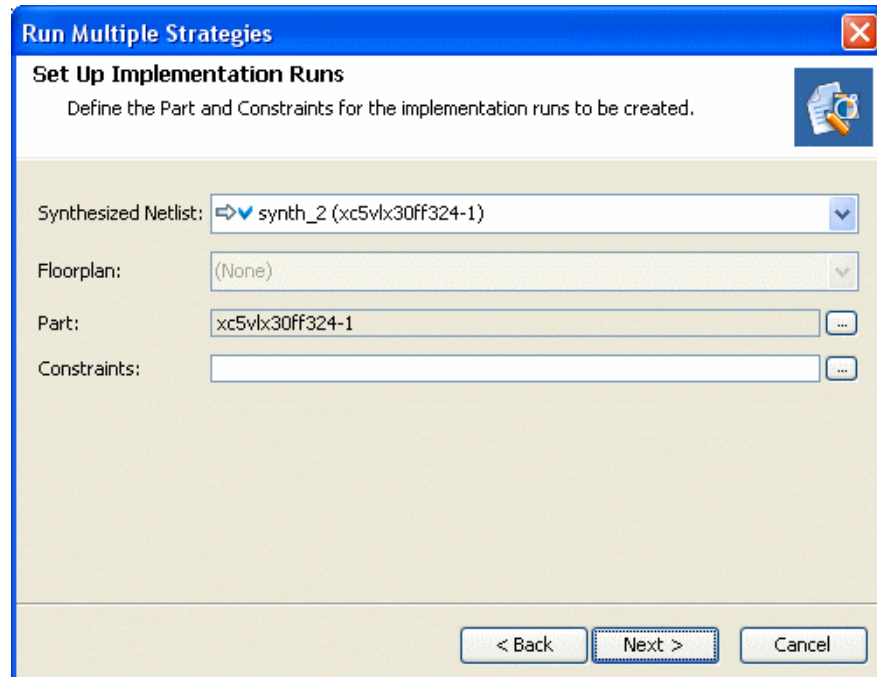 Run Multiple Strategies
Set Up Implementation Runs
Define the Part and Constraints for the implementation runs to be created.
Synthesized Netlist: synth_2 (xc5vlx30ff324-1)
Floorplan: (None)
Part: xc5vlx30ff324-1 ...
Constraints: ...
< Back Next > Cancel